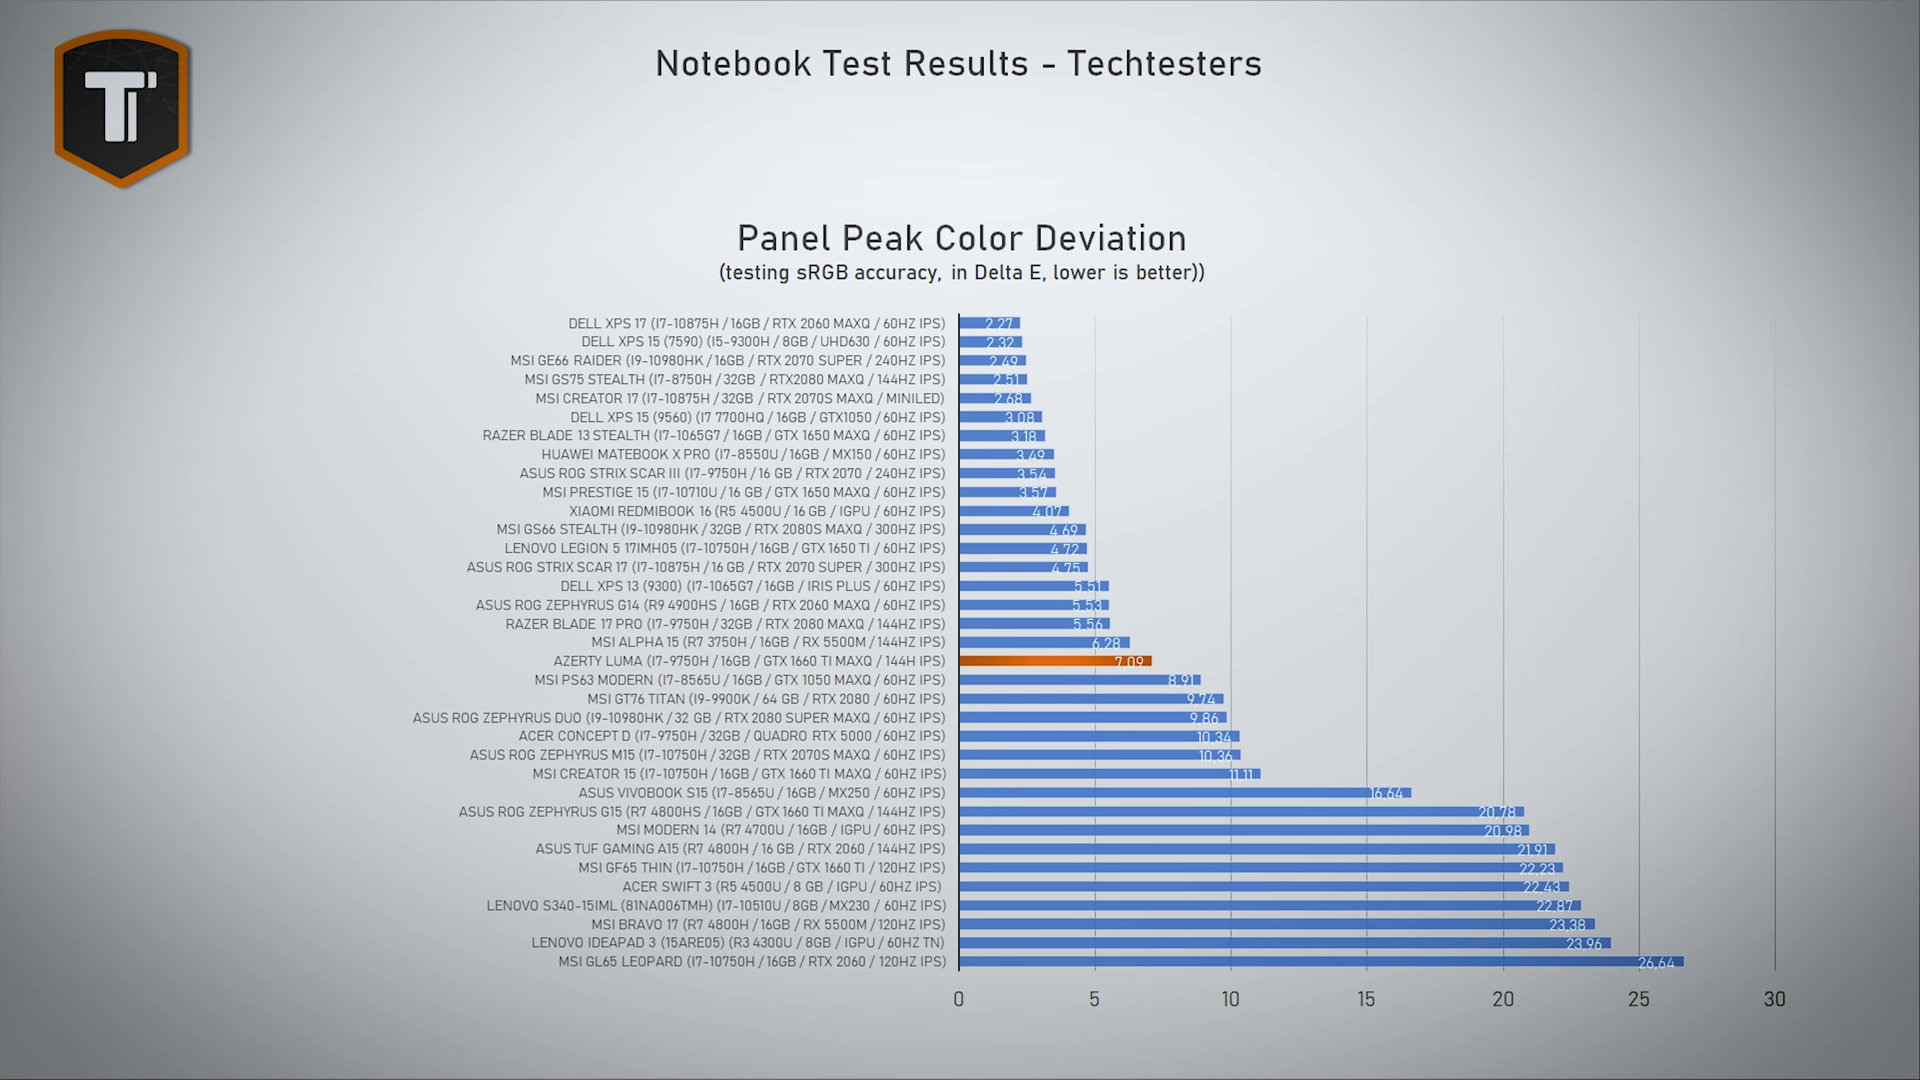 Notebook Test Results - Techtesters
Panel Peak Color Deviation
(testing sRGB accuracy, in Delta E, lower is better))
DELL XPS 17 (I7-10875H / 16GB / RTX 2060 MAXQ / 60HZ IPS) 2,27
DELL XPS 15 (7590) (I5-9300H / 8GB / UHD630 / 60HZ IPS) 2,32
MSI GE66 RAIDER (I9-10980HK / 16GB / RTX 2070 SUPER / 240HZ IPS) 2,49
MSI GS75 STEALTH (I7-8750H / 32GB / RTX2080 MAXQ / 144HZ IPS) 2,51
MSI CREATOR 17 (I7-10875H / 32GB / RTX 2070S MAXQ / MINILED) 2,68
DELL XPS 15 (9560) (I7 7700HQ / 16GB / GTX1050 / 60HZ IPS) 3,08
RAZER BLADE 13 STEALTH (I7-1065G7 / 16GB / GTX 1650 MAXQ / 60HZ IPS) 3,18
HUAWEI MATEBOOK X PRO (I7-8550U / 16GB / MX150 / 60HZ IPS) 3,49
ASUS ROG STRIX SCAR III (I7-9750H / 16 GB / RTX 2070 / 240HZ IPS) 3,54
MSI PRESTIGE 15 (I7-10710U / 16 GB / GTX 1650 MAXQ / 60HZ IPS) 3,57
XIAOMI REDMIBOOK 16 (R5 4500U / 16 GB / IGPU / 60HZ IPS) 4,07
MSI GS66 STEALTH (I9-10980HK / 32GB / RTX 2080S MAXQ / 300HZ IPS) 4,69
LENOVO LEGION 5 17IMH05 (I7-10750H / 16GB / GTX 1650 TI / 60HZ IPS) 4,72
ASUS ROG STRIX SCAR 17 (I7-10875H / 16 GB / RTX 2070 SUPER / 300HZ IPS) 4,75
DELL XPS 13 (9300) (I7-1065G7 / 16GB / IRIS PLUS / 60HZ IPS) 5,51
ASUS ROG ZEPHYRUS G14 (R9 4900HS / 16GB / RTX 2060 MAXQ / 60HZ IPS) 5,53
RAZER BLADE 17 PRO (I7-9750H / 32GB / RTX 2080 MAXQ / 144HZ IPS) 5,56
MSI ALPHA 15 (R7 3750H / 16GB / RX 5500M / 144HZ IPS) 6,28
AZERTY LUMA (I7-9750H / 16GB / GTX 1660 TI MAXQ / 144H IPS) 7,09
MSI PS63 MODERN (I7-8565U / 16GB / GTX 1050 MAXQ / 60HZ IPS) 8,91
MSI GT76 TITAN (I9-9900K / 64 GB / RTX 2080 / 60HZ IPS) 9,74
ASUS ROG ZEPHYRUS DUO (I9-10980HK / 32 GB / RTX 2080 SUPER MAXQ / 60HZ IPS) 9,86
ACER CONCEPT D (I7-9750H / 32GB / QUADRO RTX 5000 / 60HZ IPS) 10,34
ASUS ROG ZEPHYRUS M15 (I7-10750H / 32GB / RTX 2070S MAXQ / 60HZ IPS) 10,36
MSI CREATOR 15 (I7-10750H / 16GB / GTX 1660 TI MAXQ / 60HZ IPS) 11,11
ASUS VIVOBOOK S15 (I7-8565U / 16GB / MX250 / 60HZ IPS) 16,64
ASUS ROG ZEPHYRUS G15 (R7 4800HS / 16GB / GTX 1660 TI MAXQ / 144HZ IPS) 20,78
MSI MODERN 14 (R7 4700U / 16GB / IGPU / 60HZ IPS) 20,98
ASUS TUF GAMING A15 (R7 4800H / 16 GB / RTX 2060 / 144HZ IPS) 21,91
MSI GF65 THIN (I7-10750H / 16GB / GTX 1660 TI / 120HZ IPS) 22,23
ACER SWIFT 3 (R5 4500U / 8 GB / IGPU / 60HZ IPS) 22,43
LENOVO S340-15IML (81NA006TMH) (I7-10510U / 8GB / MX230 / 60HZ IPS) 22,87
MSI BRAVO 17 (R7 4800H / 16GB / RX 5500M / 120HZ IPS) 23,38
LENOVO IDEAPAD 3 (15ARE05) (R3 4300U / 8GB / IGPU / 60HZ TN) 23,96
MSI GL65 LEOPARD (I7-10750H / 16GB / RTX 2060 / 120HZ IPS) 26,64
0 5 10 15 20 25 30